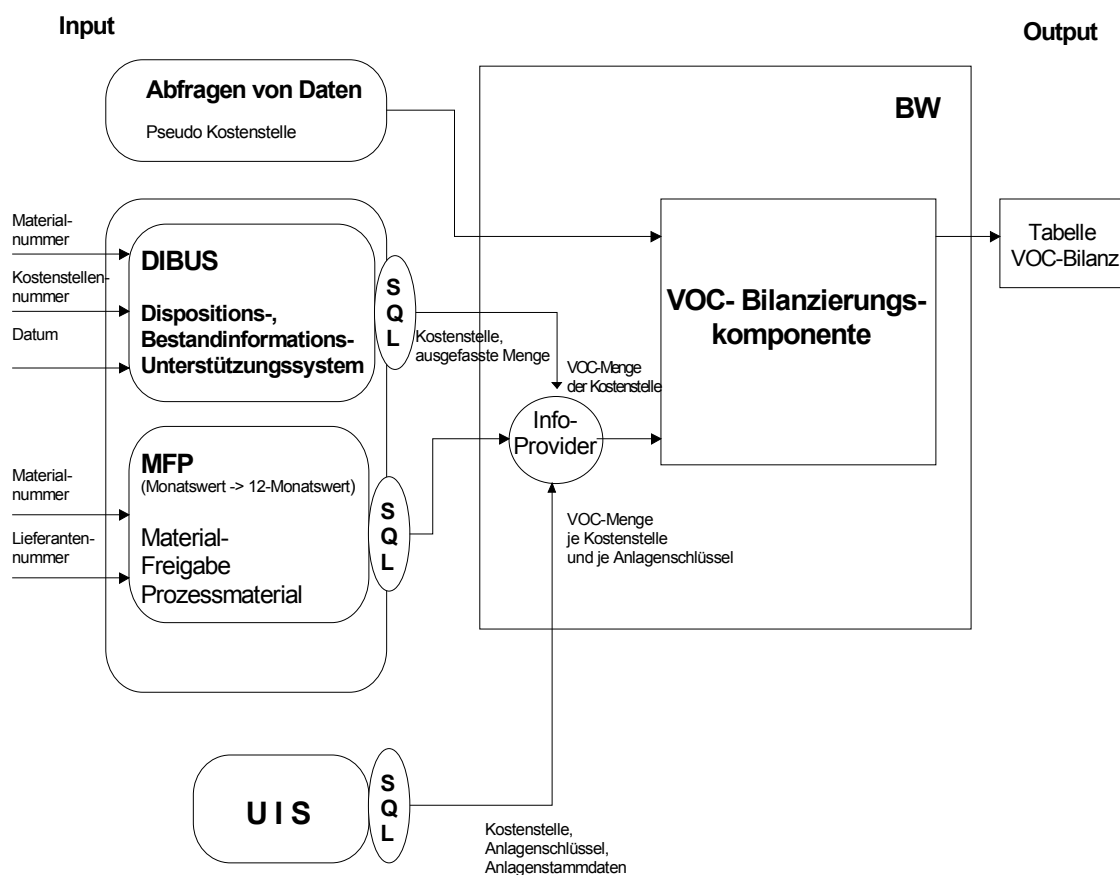 Input
Output
Abfragen von Daten
Pseudo Kostenstelle
BW
Material-
nummer
Kostenstellen-
nummer
Datum
DIBUS
Dispositions-,
Bestandinformations-
Unterstützungssystem
S
Q
L
Kostenstelle,
ausgefasste Menge
VOC-Menge
der Kostenstelle
Info-
Provider
VOC- Bilanzierungs-
komponente
Tabelle
VOC-Bilanz
Material-
nummer
Lieferanten-
nummer
MFP
(Monatswert -> 12-Monatswert)
Material-
Freigabe
Prozessmaterial
S
Q
L
VOC-Menge
je Kostenstelle
und je Anlagenschlüssel
U I S
S
Q
L
Kostenstelle,
Anlagenschlüssel,
Anlagenstammdaten